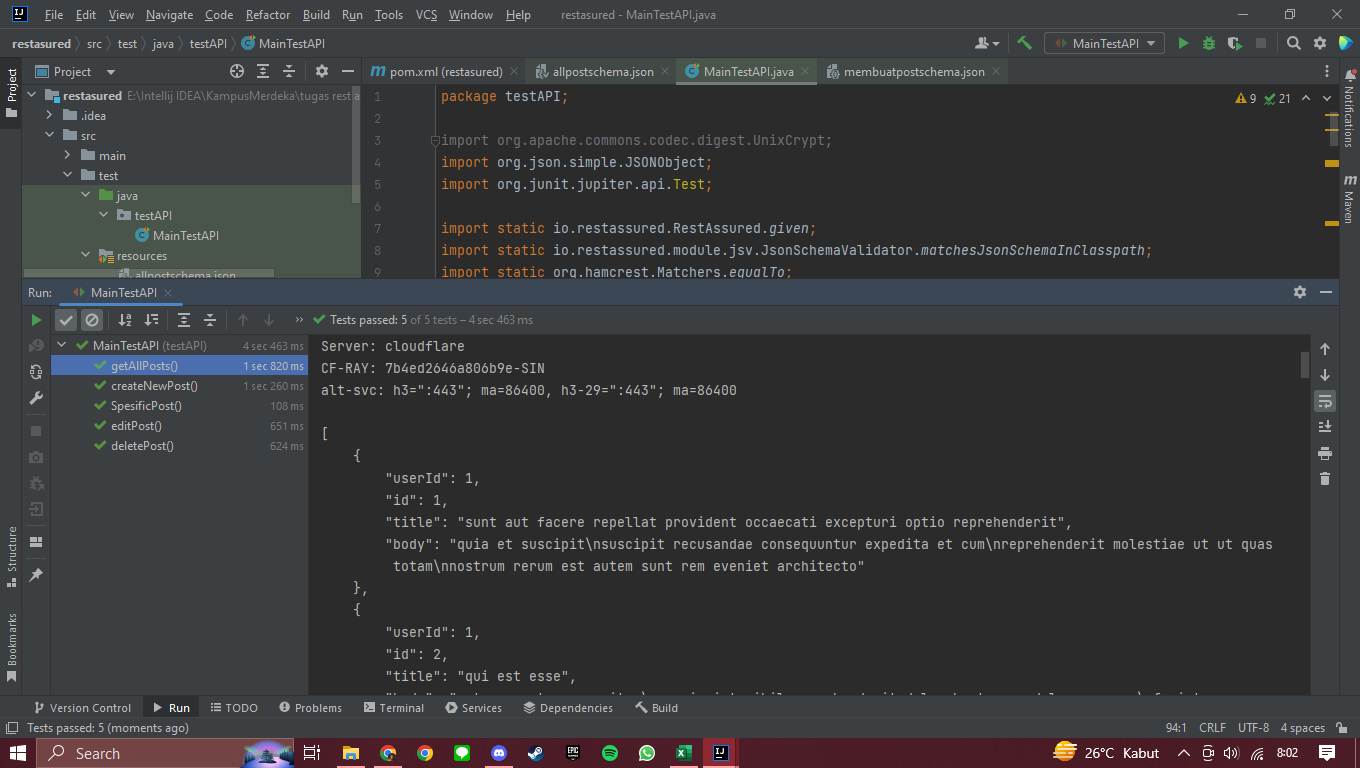 File Edit View Navigate Code Refactor Build Run Tools VCS Window Help restasured - MainTestAPI.java
restasured src test java testAPI MainTestAPI MainTestAPI
Project pom.xml (restasured) allpostschema.json MainTestAPI.java membuatpostschema.json
Project
restasured E:\Intellij IDEA\KampusMerdeka\tugas rest a
.idea
src
main
test
java
testAPI
MainTestAPI
resources
allpostschema.json
1 package testAPI;
2
3 import org.apache.commons.codec.digest.UnixCrypt;
4 import org.json.simple.JSONObject;
5 import org.junit.jupiter.api.Test;
6
7 import static io.restassured.RestAssured.given;
8 import static io.restassured.module.jsv.JsonSchemaValidator.matchesJsonSchemaInClasspath;
9 import static org.hamcrest.Matchers.equalTo;
9 21
Notifications
Maven
Run: MainTestAPI
Tests passed: 5 of 5 tests – 4 sec 463 ms
MainTestAPI (testAPI) 4 sec 463 ms
getAllPosts() 1 sec 820 ms
createNewPost() 1 sec 260 ms
SpesificPost() 108 ms
editPost() 651 ms
deletePost() 624 ms
Server: cloudflare
CF-RAY: 7b4ed2646a806b9e-SIN
alt-svc: h3=":443"; ma=86400, h3-29=":443"; ma=86400
[
{
"userId": 1,
"id": 1,
"title": "sunt aut facere repellat provident occaecati excepturi optio reprehenderit",
"body": "quia et suscipit\nsuscipit recusandae consequuntur expedita et cum\nreprehenderit molestiae ut ut quas
totam\nnostrum rerum est autem sunt rem eveniet architecto"
},
{
"userId": 1,
"id": 2,
"title": "qui est esse",
Structure
Bookmarks
Version Control Run TODO Problems Terminal Services Dependencies Build
Tests passed: 5 (moments ago) 94:1 CRLF UTF-8 4 spaces
Search EPIC GAMES 26°C Kabut 8:02